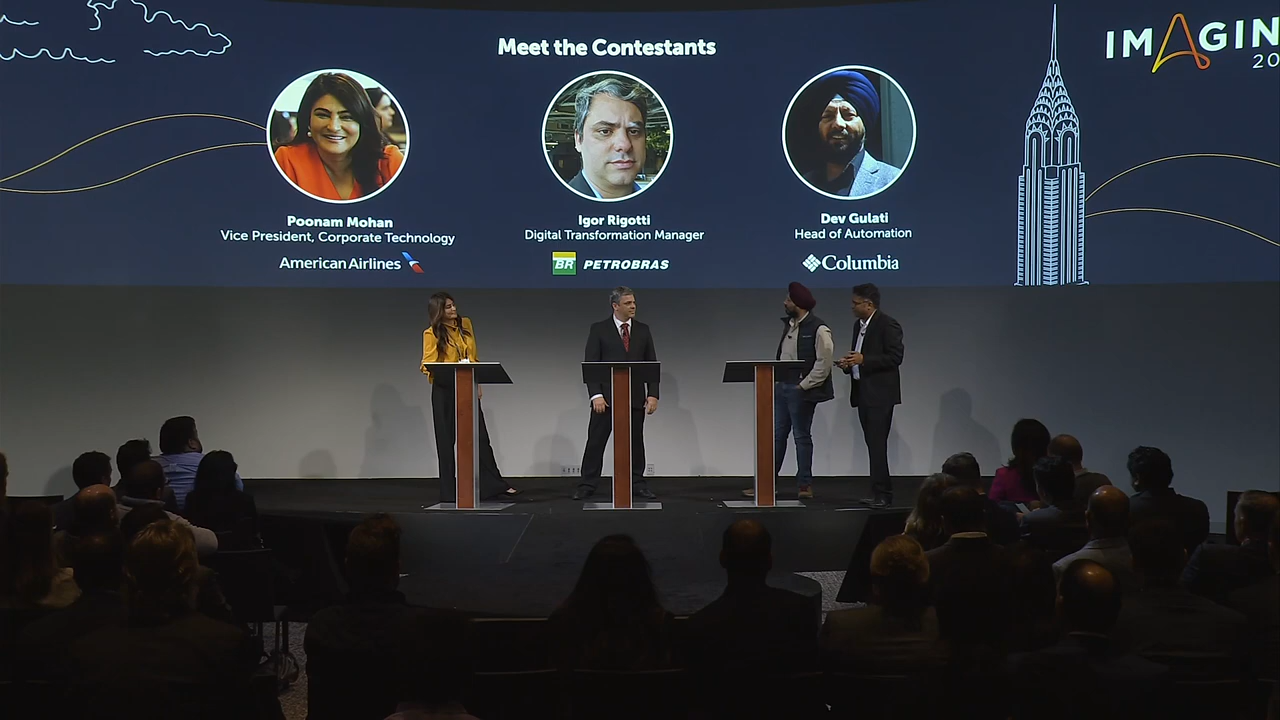 Meet the Contestants
IMAGIN
20
Poonam Mohan
Vice President, Corporate Technology
American Airlines
Igor Rigotti
Digital Transformation Manager
BR PETROBRAS
Dev Gulati
Head of Automation
Columbia